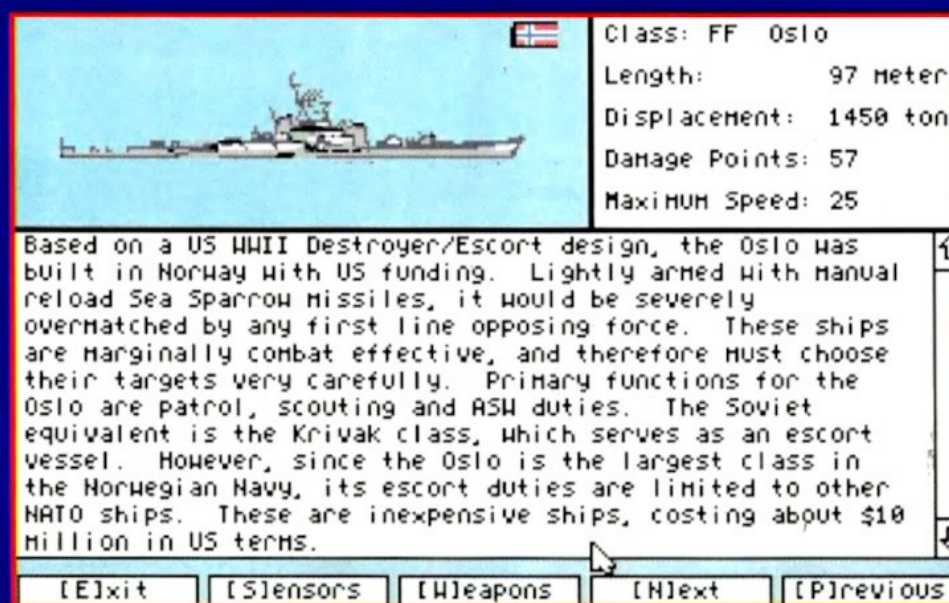 Class: FF Oslo
Length: 97 meter
Displacement: 1450 ton
Damage Points: 57
Maximum Speed: 25
Based on a US WWII Destroyer/Escort design, the Oslo was
built in Norway with US funding. Lightly armed with manual
reload Sea Sparrow missiles, it would be severely
overmatched by any first line opposing force. These ships
are marginally combat effective, and therefore must choose
their targets very carefully. Primary functions for the
Oslo are patrol, scouting and ASW duties. The Soviet
equivalent is the Krivak class, which serves as an escort
vessel. However, since the Oslo is the largest class in
the Norwegian Navy, its escort duties are limited to other
NATO ships. These are inexpensive ships, costing about $10
million in US terms.
[E]xit [S]ensors [W]eapons [N]ext [P]revious